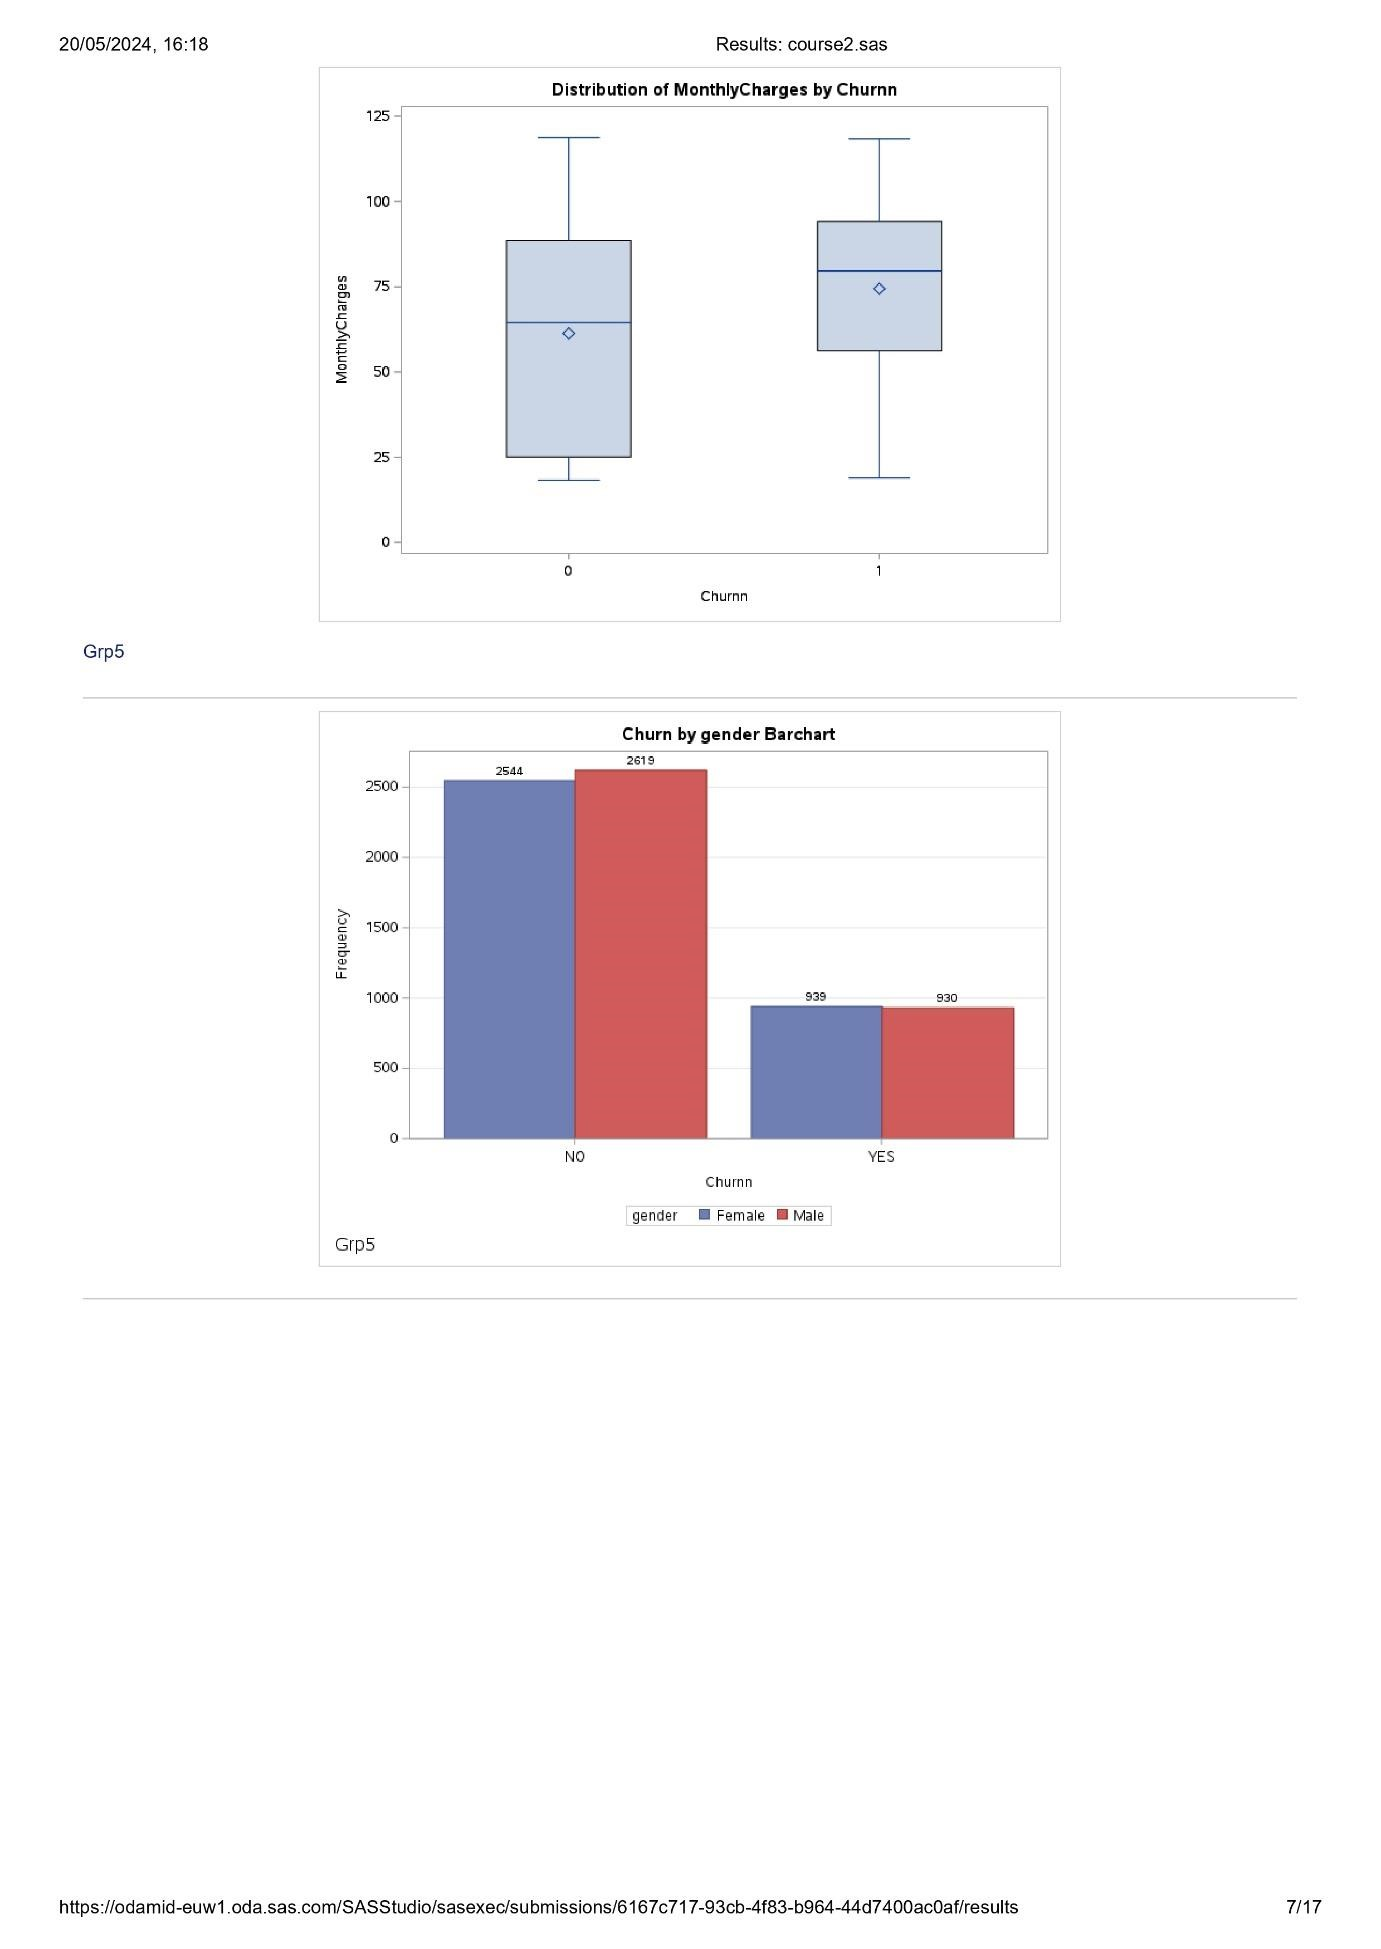 20/05/2024, 16:18 Results: course2.sas
Distribution of MonthlyCharges by Churnn
125
100
75
50
25
0
MonthlyCharges
0 1
Churnn
Grp5
Churn by gender Barchart
2544 2619
939 930
2500
2000
1500
1000
500
0
Frequency
NO YES
Churnn
gender Female Male
Grp5
https://odamid-euw1.oda.sas.com/SASStudio/sasexec/submissions/6167c717-93cb-4f83-b964-44d7400ac0af/results 7/17